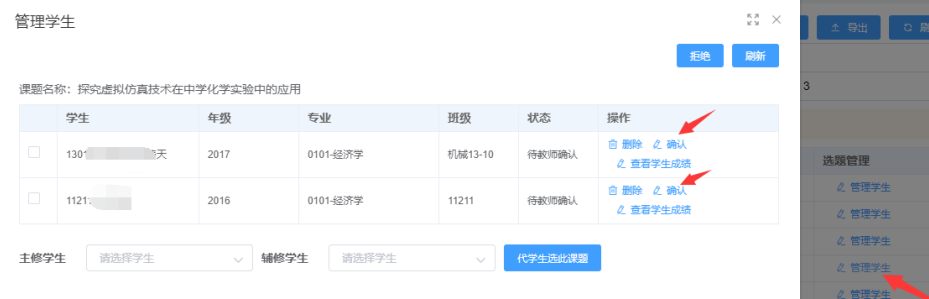 管理学生
导出
拒绝 刷新
课题名称：探究虚拟仿真技术在中学化学实验中的应用
3
学生 年级 专业 班级 状态 操作
1301 天 2017 0101-经济学 机械13-10 待教师确认 删除 确认
查看学生成绩
1121 2016 0101-经济学 11211 待教师确认 删除 确认
查看学生成绩
主修学生 请选择学生 辅修学生 请选择学生 代学生选此课题
选题管理
管理学生
管理学生
管理学生
管理学生
管理学生